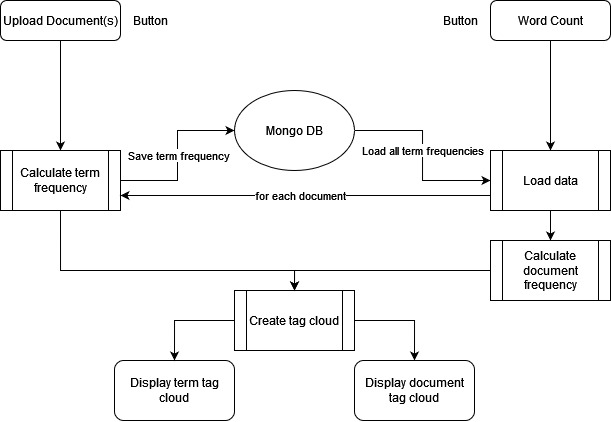 Upload Document(s)
Button
Button
Word Count
Mongo DB
Save term frequency
Load all term frequencies
Calculate term
frequency
Load data
for each document
Calculate
document
frequency
Create tag cloud
Display term tag
cloud
Display document
tag cloud